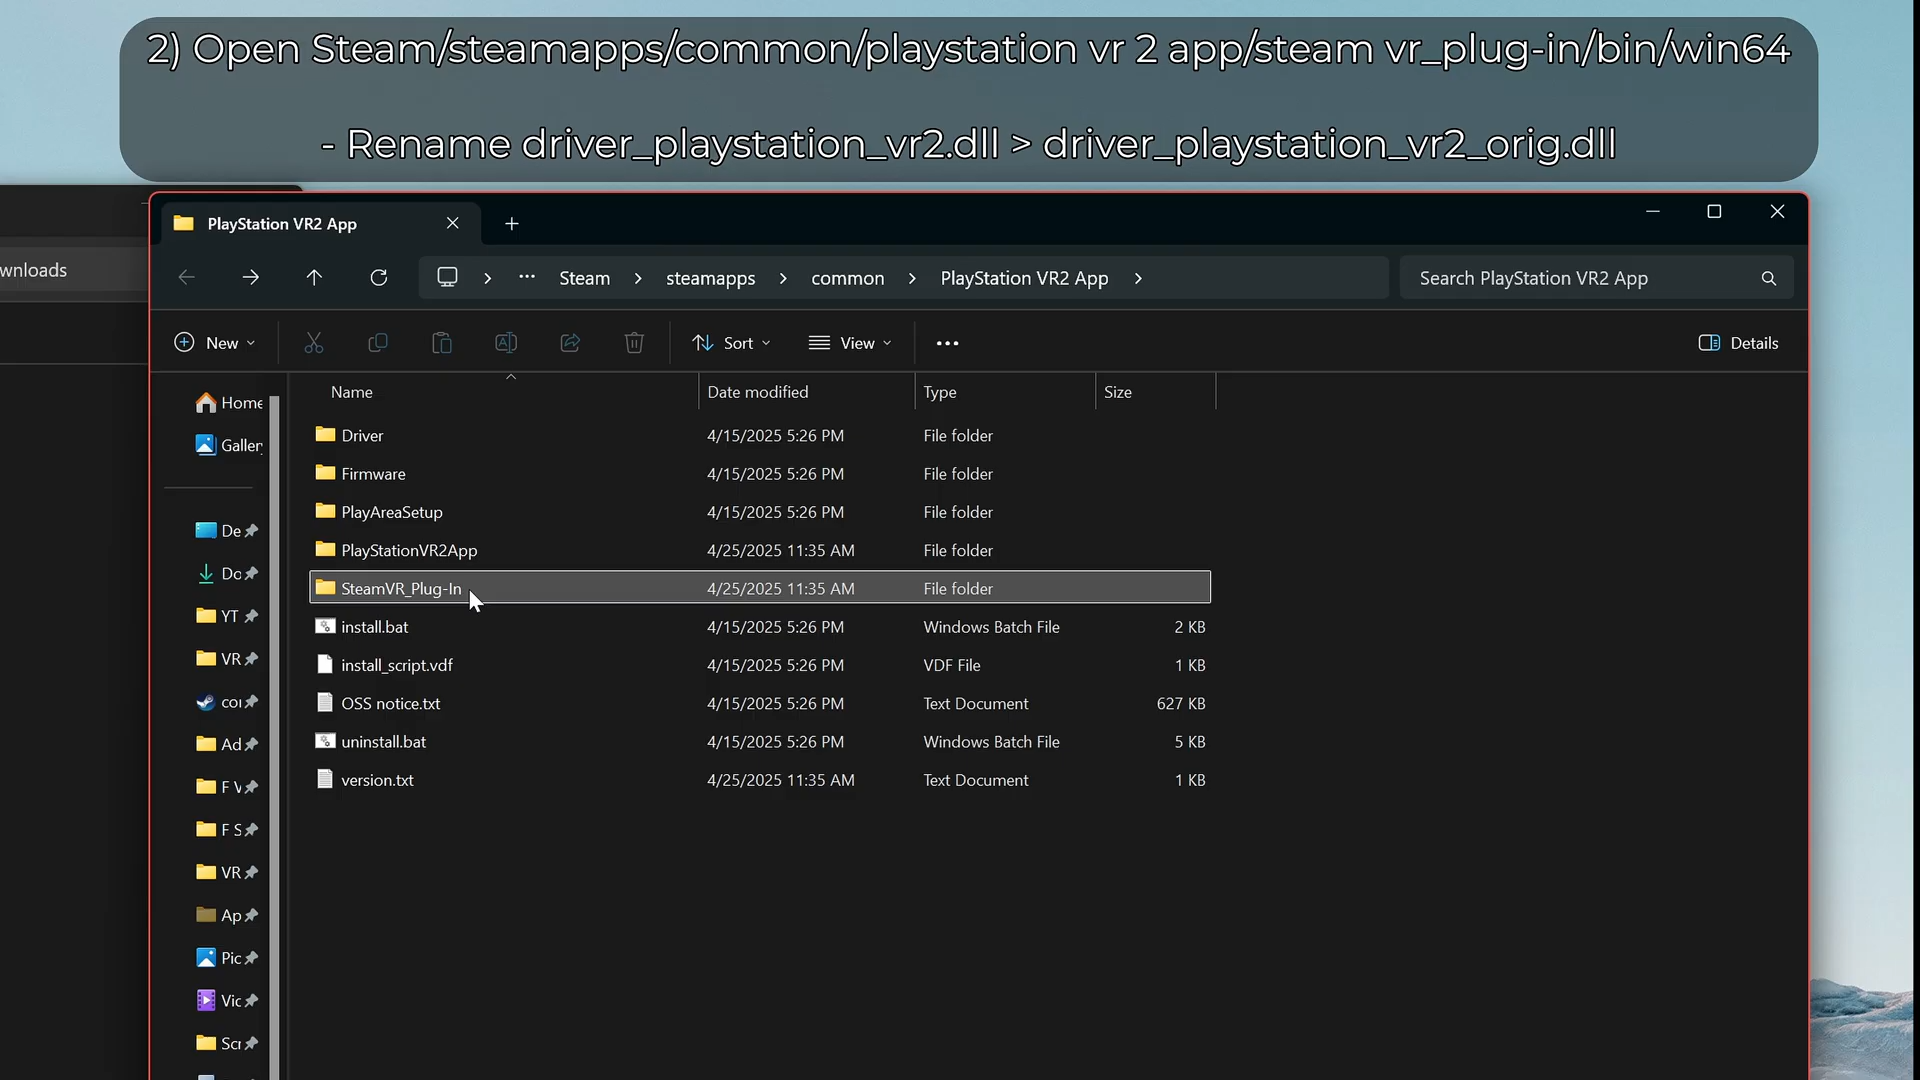 2) Open Steam/steamapps/common/playstation vr 2 app/steam vr_plug-in/bin/win64
- Rename driver_playstation_vr2.dll > driver_playstation_vr2_orig.dll
PlayStation VR2 App
wnloads
Steam > steamapps > common > PlayStation VR2 App >
Search PlayStation VR2 App
New
Sort
View
Details
Name Date modified Type Size
Home
Driver 4/15/2025 5:26 PM File folder
Galler
Firmware 4/15/2025 5:26 PM File folder
PlayAreaSetup 4/15/2025 5:26 PM File folder
De
PlayStationVR2App 4/25/2025 11:35 AM File folder
Do
SteamVR_Plug-In 4/25/2025 11:35 AM File folder
YT
install.bat 4/15/2025 5:26 PM Windows Batch File 2 KB
VR
install_script.vdf 4/15/2025 5:26 PM VDF File 1 KB
OSS notice.txt 4/15/2025 5:26 PM Text Document 627 KB
Ad
uninstall.bat 4/15/2025 5:26 PM Windows Batch File 5 KB
version.txt 4/25/2025 11:35 AM Text Document 1 KB
F S
VR
Ap
Pic